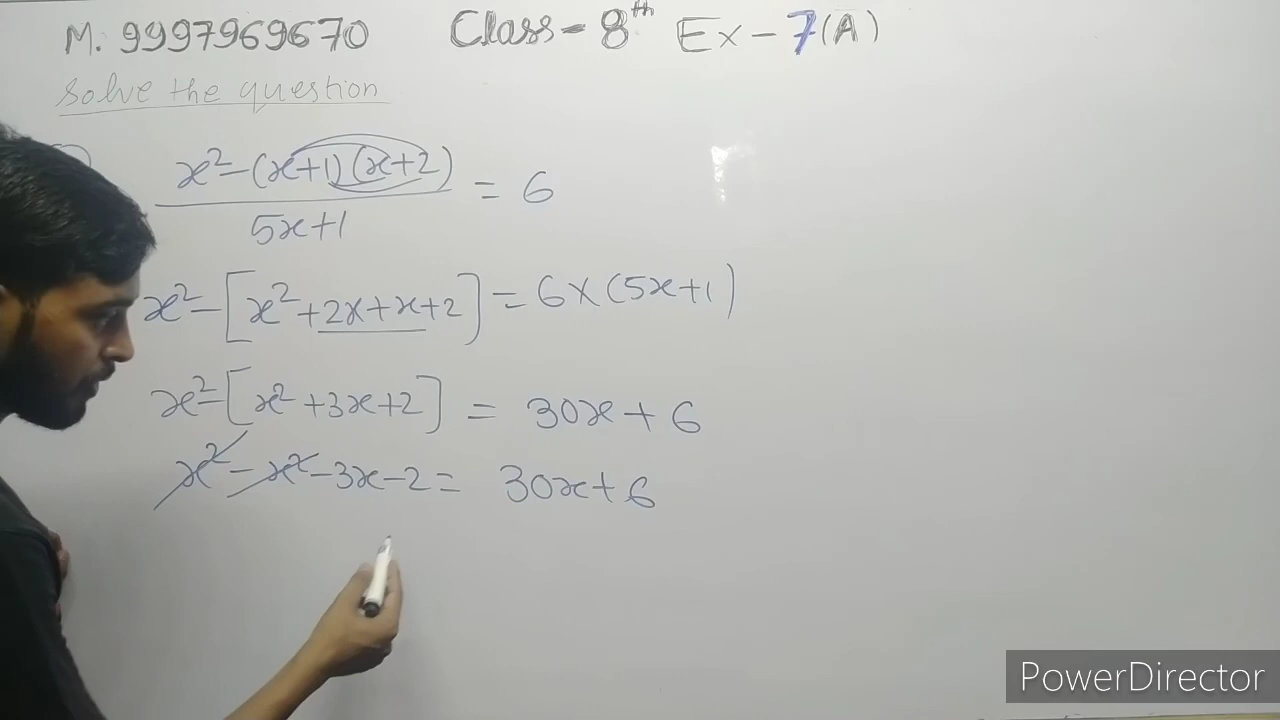 M. 9997969670 Class - 8th Ex - 7(A)
Solve the question
x² - (x+1)(x+2) / 5x+1 = 6
x² - [x² + 2x + x + 2] = 6 × (5x+1)
x² - [x² + 3x + 2] = 30x + 6
x² - x² - 3x - 2 = 30x + 6
PowerDirector